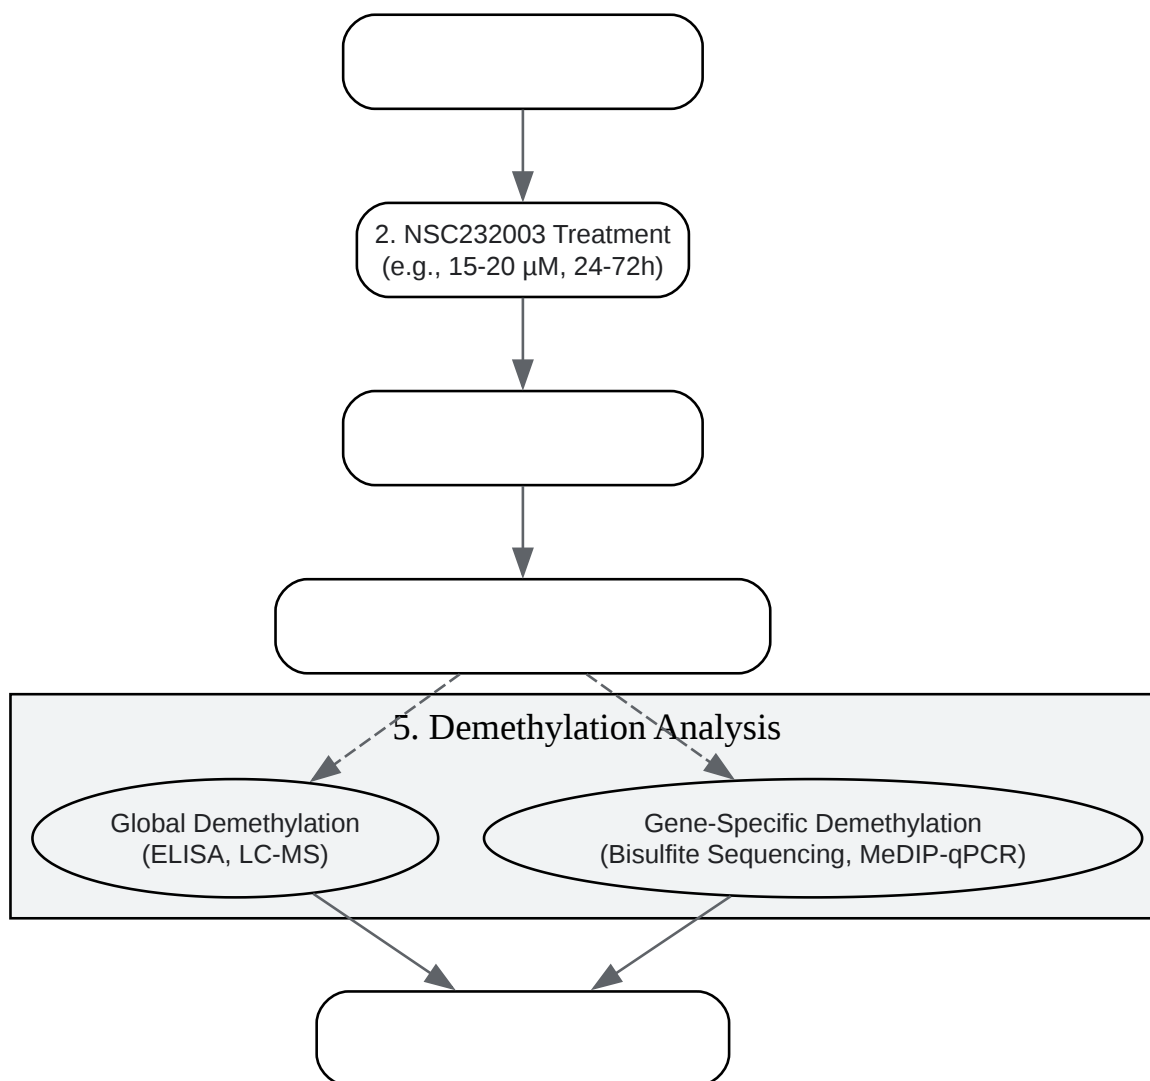 2. NSC232003 Treatment
(e.g., 15-20 µM, 24-72h)
5. Demethylation Analysis
Global Demethylation
(ELISA, LC-MS)
Gene-Specific Demethylation
(Bisulfite Sequencing, MeDIP-qPCR)